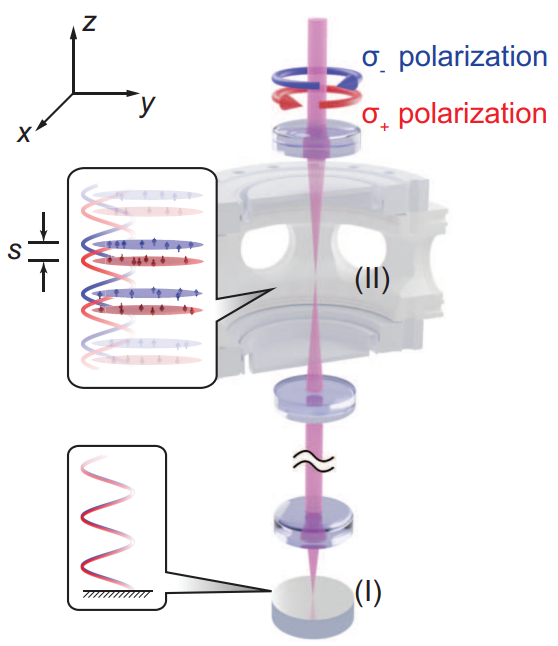 z
y
x
σ₋ polarization
σ₊ polarization
s
(II)
(I)